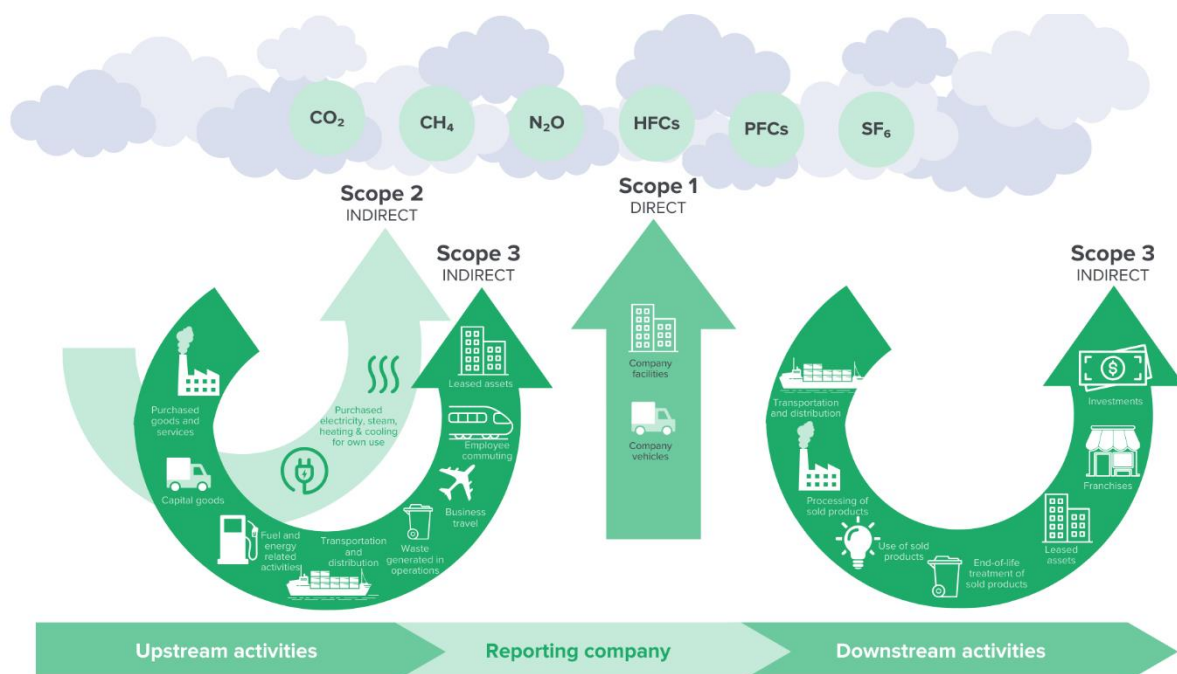 CO₂
CH₄
N₂O
HFCs
PFCs
SF₆
Scope 2
INDIRECT
Scope 1
DIRECT
Scope 3
INDIRECT
Scope 3
INDIRECT
Purchased
goods and
services
Capital goods
Fuel and
energy
related
activities
Transportation
and
distribution
Waste
generated in
operations
Business
travel
Employee
commuting
Leased assets
Purchased
electricity, steam,
heating & cooling
for own use
Company
facilities
Company
vehicles
Transportation
and distribution
Processing of
sold products
Use of sold
products
End-of-life
treatment of
sold products
Leased
assets
Franchises
Investments
Upstream activities
Reporting company
Downstream activities